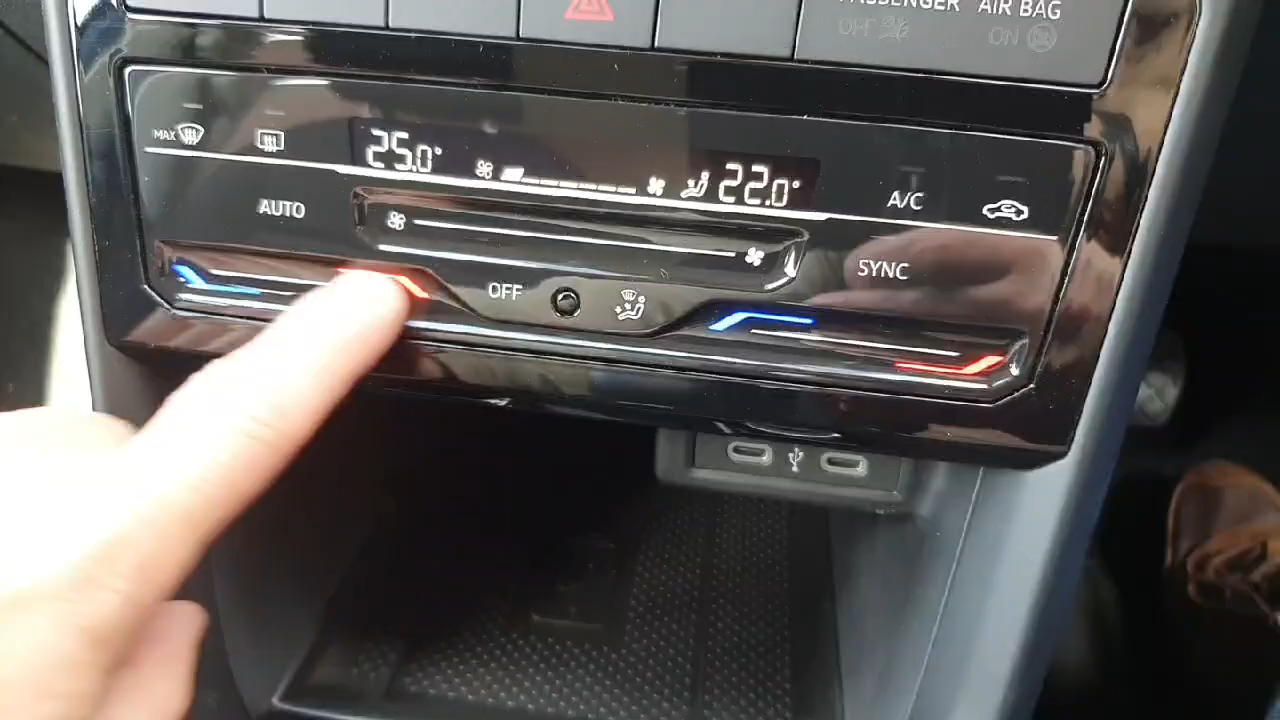 PASSENGER AIR BAG
OFF ON
MAX
25.0° 22.0°
A/C
AUTO
SYNC
OFF